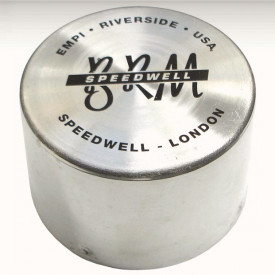 EMPI • RIVERSIDE • USA
BRM
SPEEDWELL
SPEEDWELL - LONDON